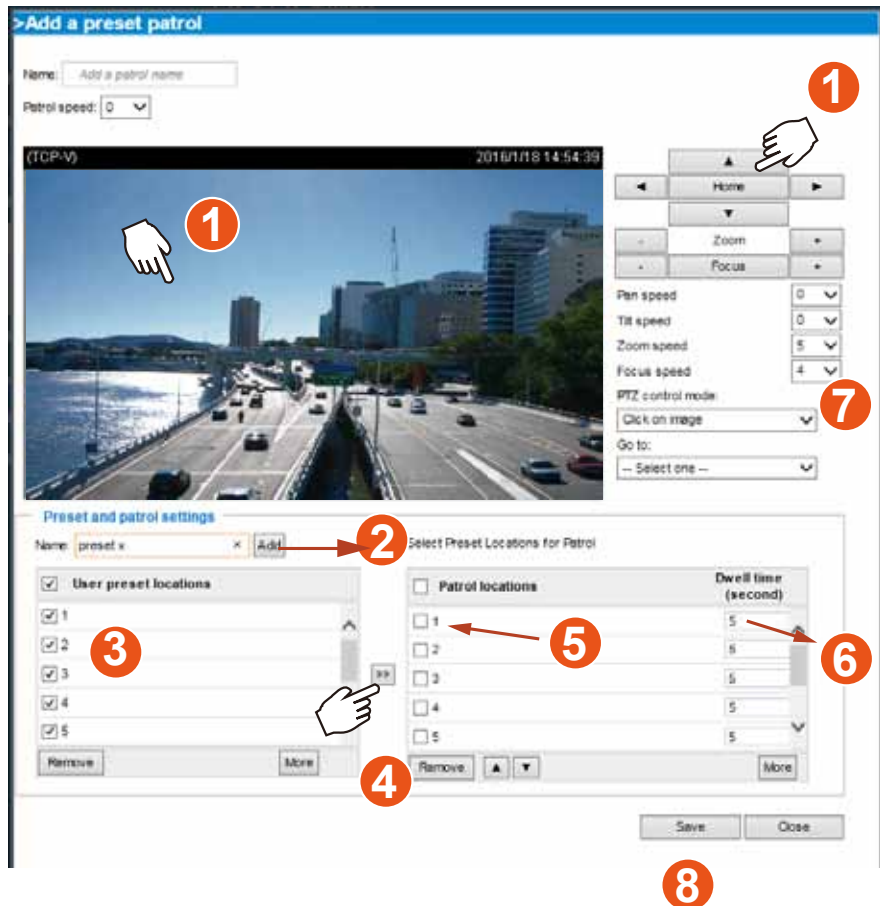 >Add a preset patrol
Name: Add a patrol name
Patrol speed: 0
1
(TCP-V) 2016/1/18 14:54:39
1
▲
◄ Home ►
▼
- Zoom +
- Focus +
Pan speed 0
Tilt speed 0
Zoom speed 5
Focus speed 4
PTZ control mode:
7
Click on image
Go to:
-- Select one --
Preset and patrol settings
Name: preset x × Add
2
Select Preset Locations for Patrol
User preset locations
1
2
3
4
5
3
Remove More
>>
4
Patrol locations Dwell time (second)
1 5
2 5
3 5
4 5
5 5
5
6
Remove ▲ ▼ More
Save Close
8